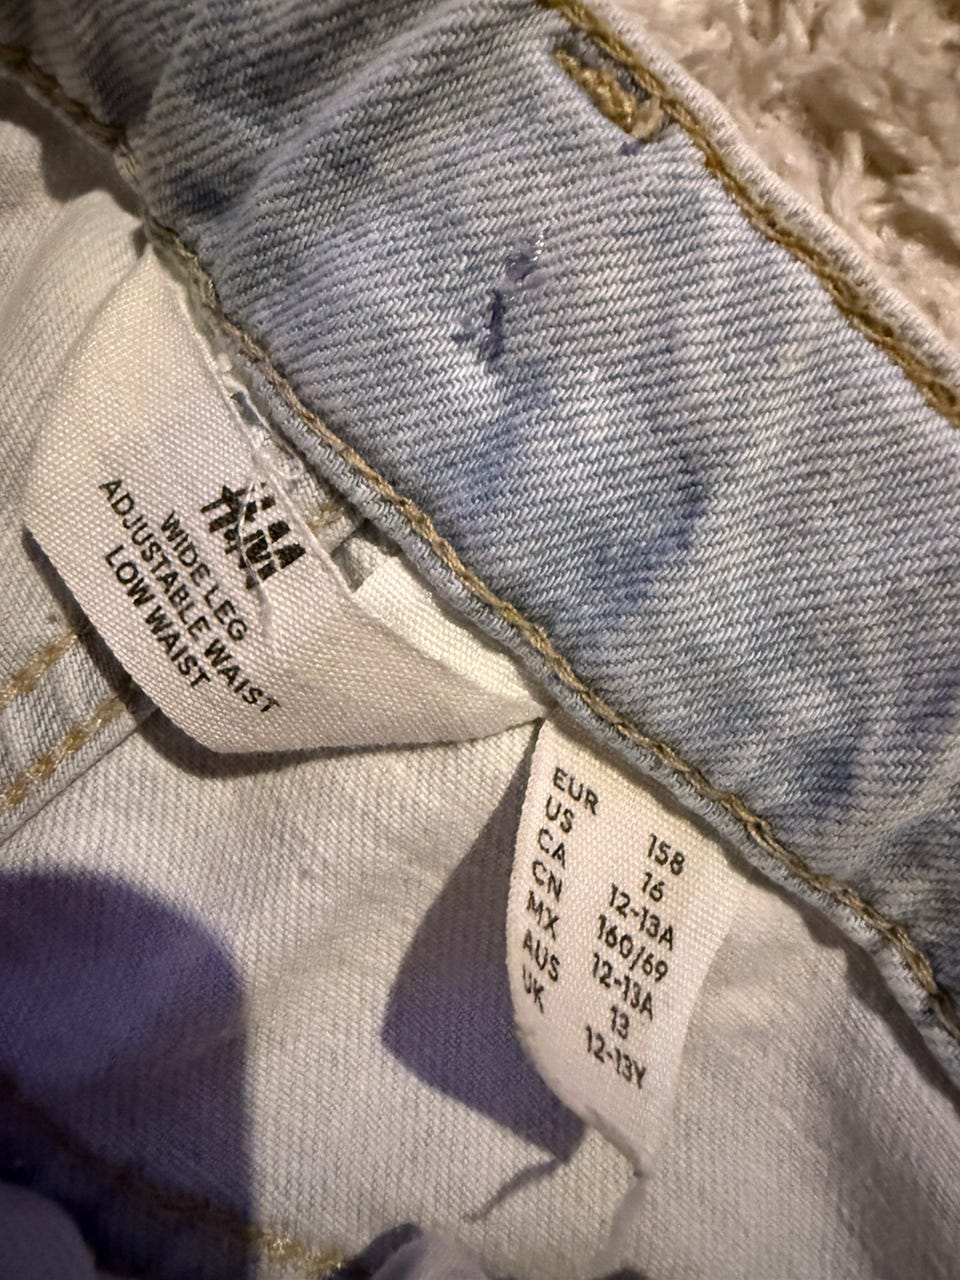 H&M
WIDE LEG
ADJUSTABLE WAIST
LOW WAIST
EUR 158
US 16
CA 12-13A
CN 160/69
MX 12-13A
AUS 13
UK 12-13Y